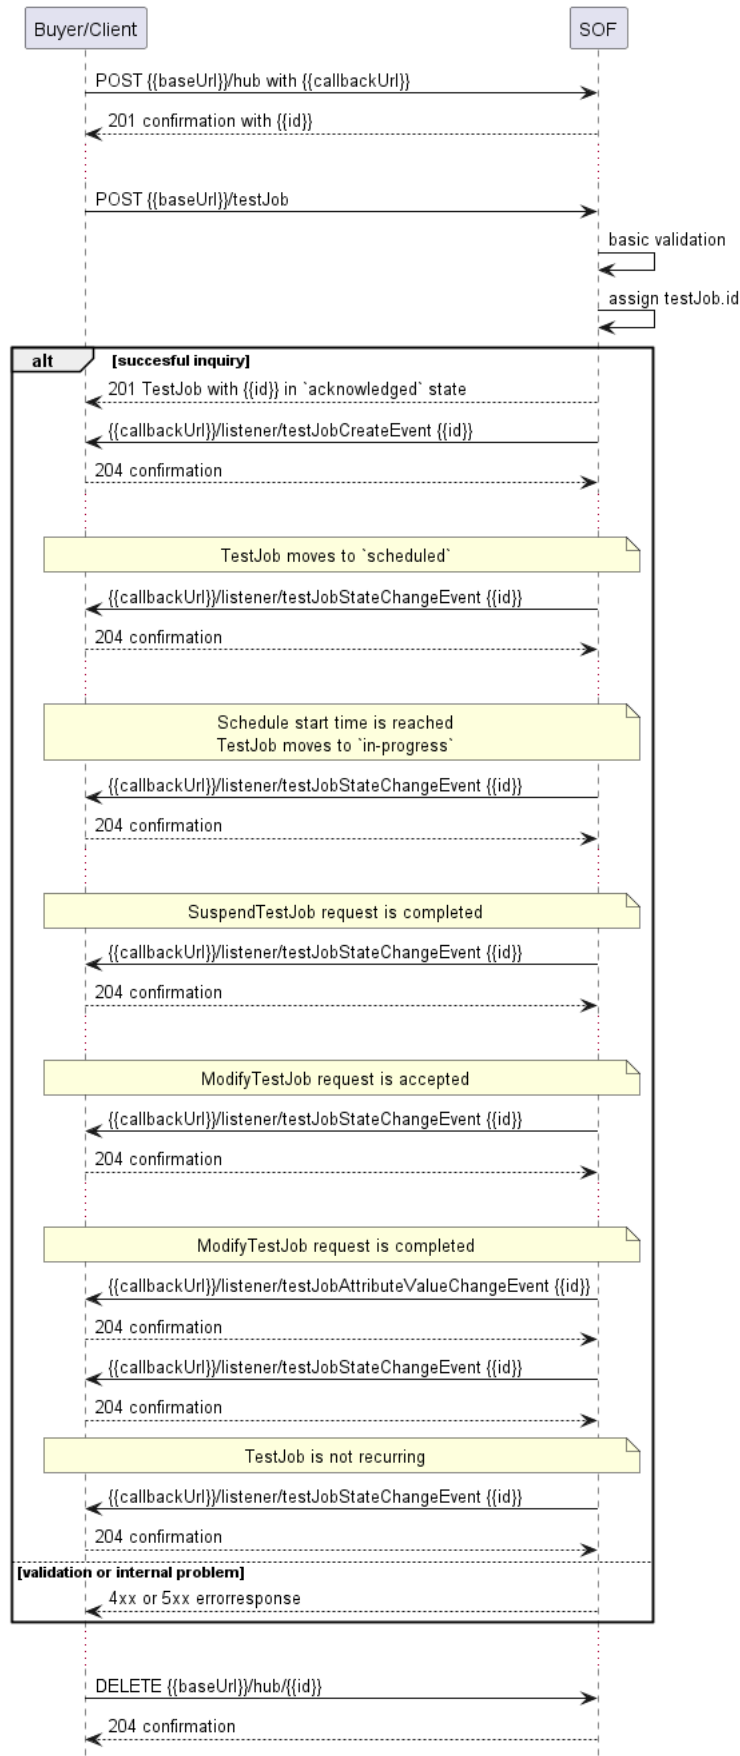 Buyer/Client
SOF
POST {{baseUrl}}/hub with {{callbackUrl}}
201 confirmation with {{id}}
POST {{baseUrl}}/testJob
basic validation
assign testJob.id
alt
[succesful inquiry]
201 TestJob with {{id}} in `acknowledged` state
{{callbackUrl}}/listener/testJobCreateEvent {{id}}
204 confirmation
TestJob moves to `scheduled`
{{callbackUrl}}/listener/testJobStateChangeEvent {{id}}
204 confirmation
Schedule start time is reached
TestJob moves to `in-progress`
{{callbackUrl}}/listener/testJobStateChangeEvent {{id}}
204 confirmation
SuspendTestJob request is completed
{{callbackUrl}}/listener/testJobStateChangeEvent {{id}}
204 confirmation
ModifyTestJob request is accepted
{{callbackUrl}}/listener/testJobStateChangeEvent {{id}}
204 confirmation
ModifyTestJob request is completed
{{callbackUrl}}/listener/testJobAttributeValueChangeEvent {{id}}
204 confirmation
{{callbackUrl}}/listener/testJobStateChangeEvent {{id}}
204 confirmation
TestJob is not recurring
{{callbackUrl}}/listener/testJobStateChangeEvent {{id}}
204 confirmation
[validation or internal problem]
4xx or 5xx errorresponse
DELETE {{baseUrl}}/hub/{{id}}
204 confirmation